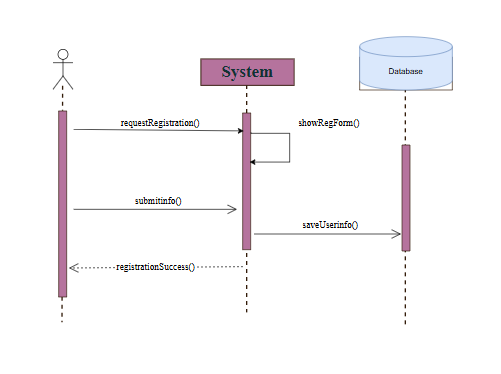 System
Database
requestRegistration()
showRegForm()
submitinfo()
saveUserinfo()
registrationSuccess()